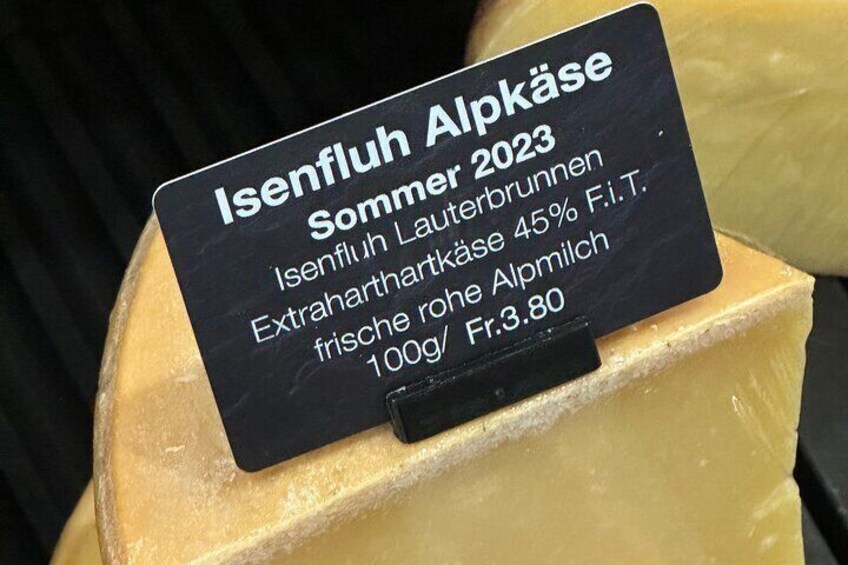 Isenfluh Alpkäse
Sommer 2023
Isenfluh Lauterbrunnen
Extraharthartkäse 45% F.i.T.
frische rohe Alpmilch
100g/ Fr.3.80